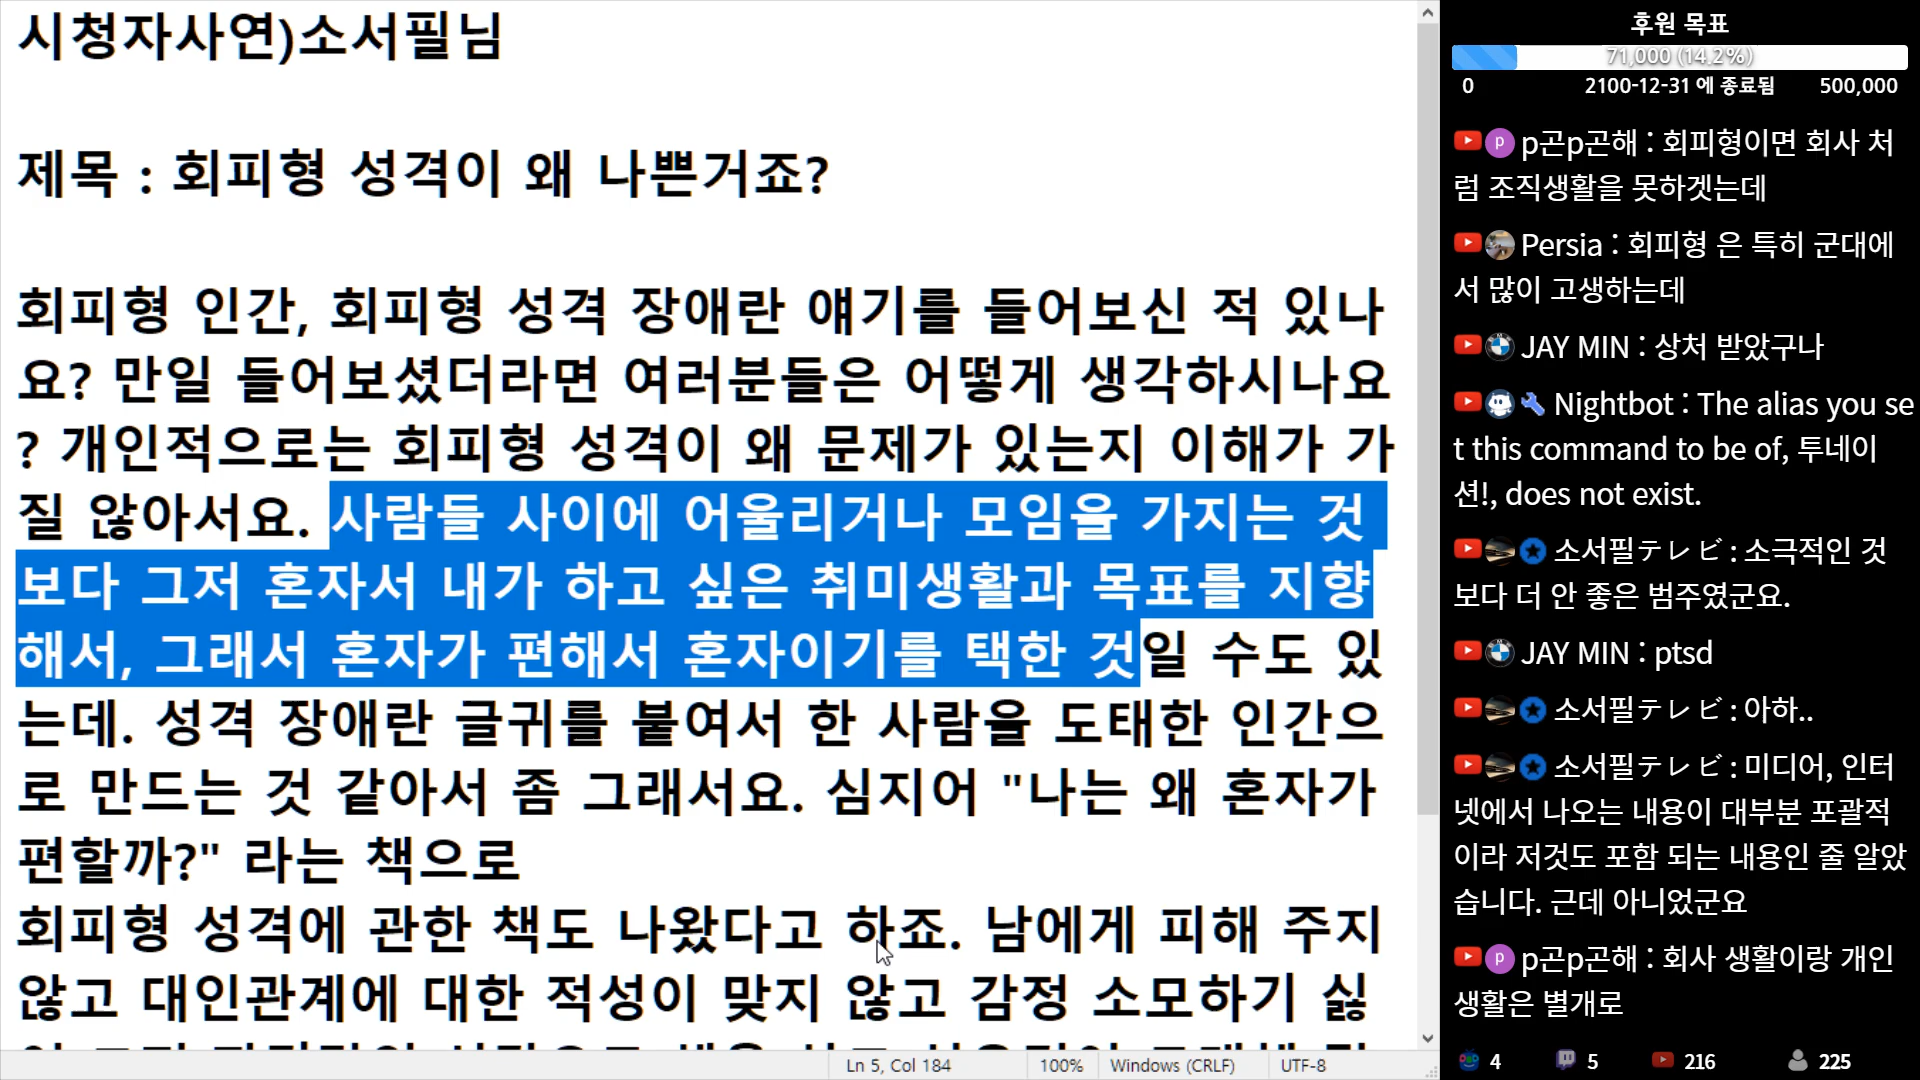 시청자사연)소서필님
제목 : 회피형 성격이 왜 나쁜거죠?
회피형 인간, 회피형 성격 장애란 얘기를 들어보신 적 있나
요? 만일 들어보셨더라면 여러분들은 어떻게 생각하시나요
? 개인적으로는 회피형 성격이 왜 문제가 있는지 이해가 가
질 않아서요. 사람들 사이에 어울리거나 모임을 가지는 것
보다 그저 혼자서 내가 하고 싶은 취미생활과 목표를 지향
해서, 그래서 혼자가 편해서 혼자이기를 택한 것일 수도 있
는데. 성격 장애란 글귀를 붙여서 한 사람을 도태한 인간으
로 만드는 것 같아서 좀 그래서요. 심지어 "나는 왜 혼자가
편할까?" 라는 책으로
회피형 성격에 관한 책도 나왔다고 하죠. 남에게 피해 주지
않고 대인관계에 대한 적성이 맞지 않고 감정 소모하기 싫
Ln 5, Col 184
100%
Windows (CRLF)
UTF-8
후원 목표
71,000 (14.2%)
0 2100-12-31 에 종료됨 500,000
p곤p곤해 : 회피형이면 회사 처
럼 조직생활을 못하겟는데
Persia : 회피형 은 특히 군대에
서 많이 고생하는데
JAY MIN : 상처 받았구나
Nightbot : The alias you se
t this command to be of, 투네이
션!, does not exist.
소서필テレビ : 소극적인 것
보다 더 안 좋은 범주였군요.
JAY MIN : ptsd
소서필テレビ : 아하..
소서필テレビ : 미디어, 인터
넷에서 나오는 내용이 대부분 포괄적
이라 저것도 포함 되는 내용인 줄 알았
습니다. 근데 아니었군요
p곤p곤해 : 회사 생활이랑 개인
생활은 별개로
4 5 216 225